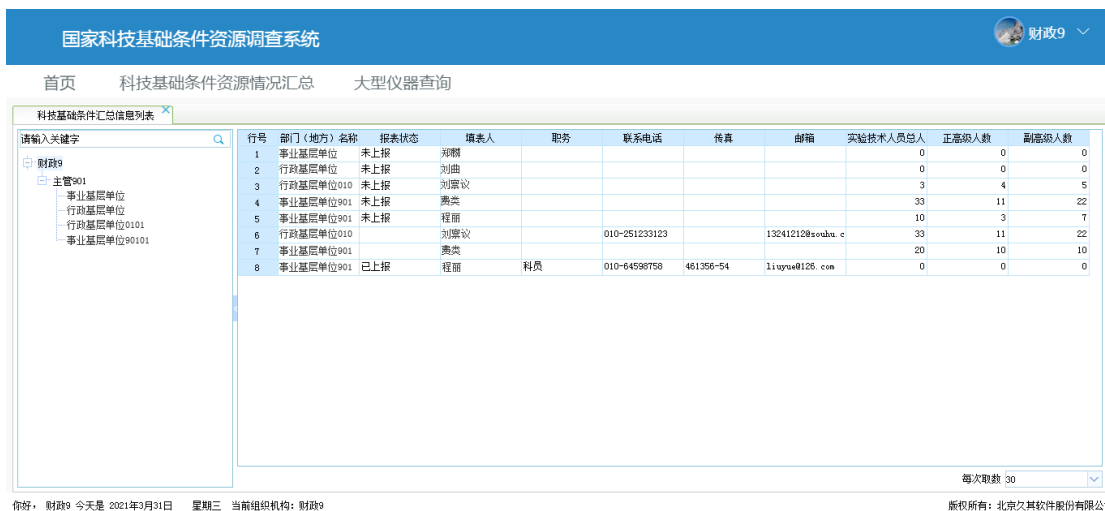 国家科技基础条件资源调查系统
财政9
首页 科技基础条件资源情况汇总 大型仪器查询
科技基础条件汇总信息列表
请输入关键字
财政9
主管901
事业基层单位
行政基层单位
行政基层单位0101
事业基层单位90101
行号 部门（地方）名称 报表状态 填表人 职务 联系电话 传真 邮箱 实验技术人员总人 正高级人数 副高级人数
1 事业基层单位 未上报 郑麟 0 0 0
2 行政基层单位 未上报 刘曲 0 0 0
3 行政基层单位010 未上报 刘寨议 3 4 5
4 事业基层单位901 未上报 费类 33 11 22
5 事业基层单位901 未上报 程丽 10 3 7
6 行政基层单位010 刘寨议 010-251233123 13241212@souhu.c 33 11 22
7 事业基层单位901 费类 20 10 10
8 事业基层单位901 已上报 程丽 科员 010-64598758 461356-54 liuyue@126.com 0 0 0
每次取数 30
你好， 财政9 今天是 2021年3月31日 星期三 当前组织机构：财政9
版权所有：北京久其软件股份有限公